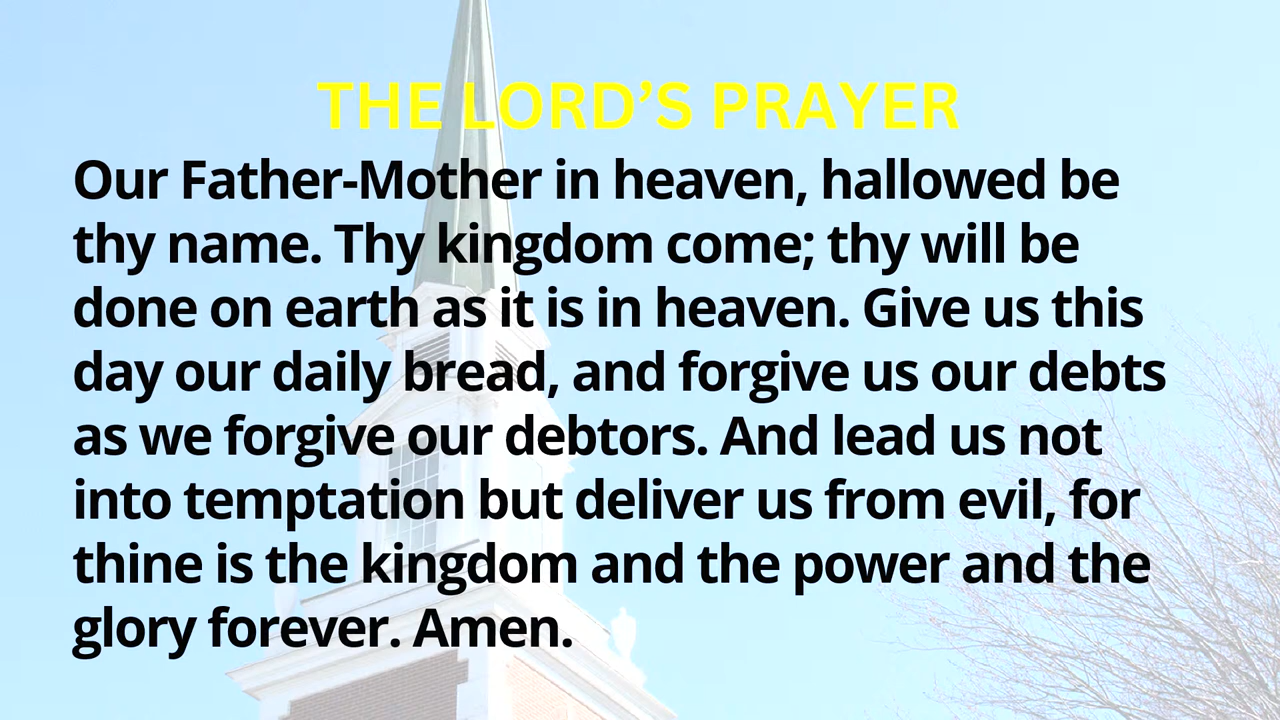 THE LORD’S PRAYER
Our Father-Mother in heaven, hallowed be
thy name. Thy kingdom come; thy will be
done on earth as it is in heaven. Give us this
day our daily bread, and forgive us our debts
as we forgive our debtors. And lead us not
into temptation but deliver us from evil, for
thine is the kingdom and the power and the
glory forever. Amen.